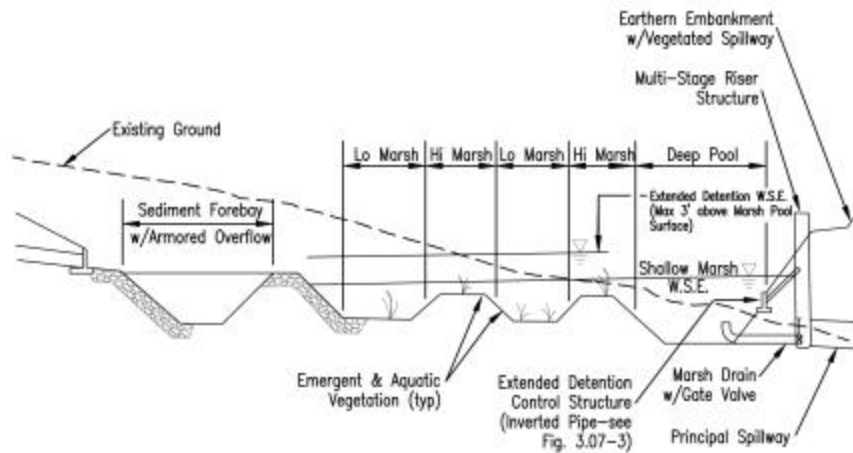 Earthern Embankment
w/Vegetated Spillway
Multi-Stage Riser
Structure
Existing Ground
Lo Marsh
Hi Marsh
Lo Marsh
Hi Marsh
Deep Pool
Sediment Forebay
w/Armored Overflow
Extended Detention W.S.E.
(Max 3' above Marsh Pool
Surface)
Shallow Marsh
W.S.E.
Emergent & Aquatic
Vegetation (typ)
Extended Detention
Control Structure
(Inverted Pipe-see
Fig. 3.07-3)
Marsh Drain
w/Gate Valve
Principal Spillway